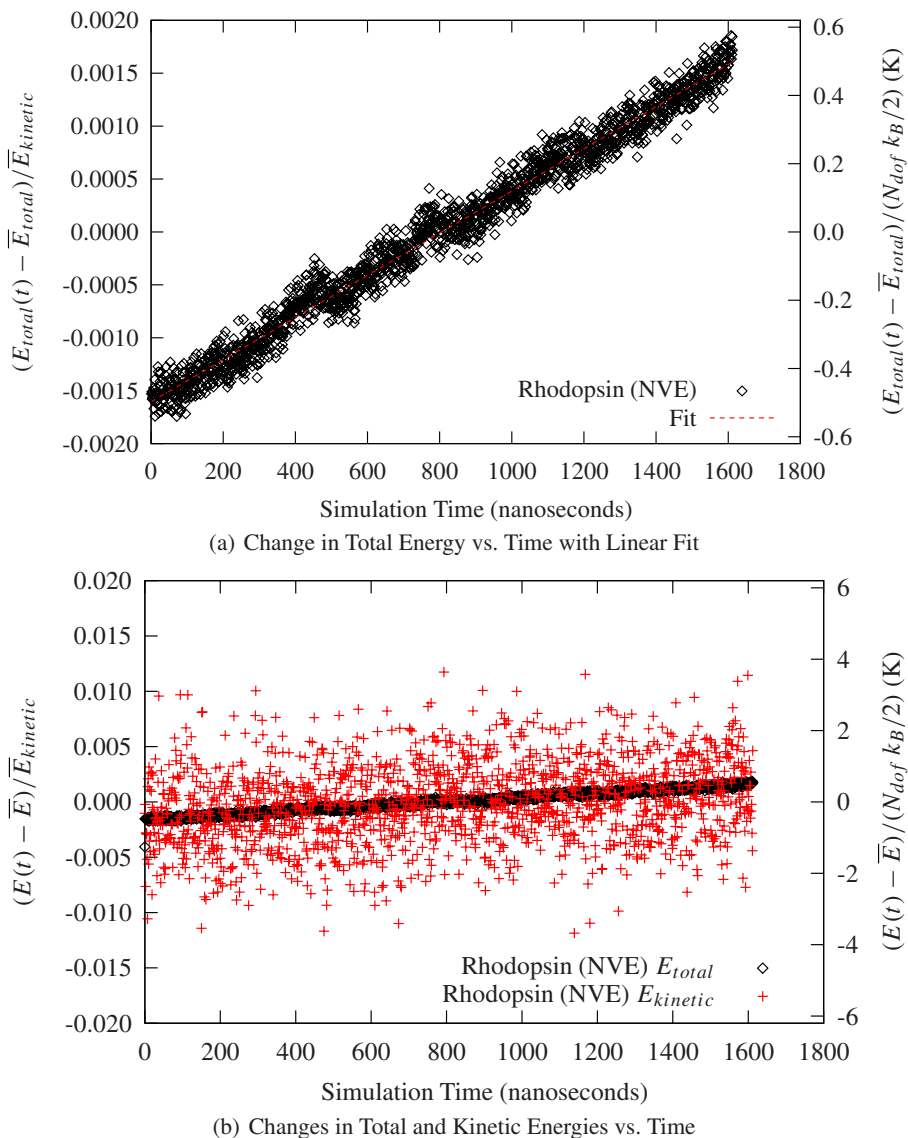 0.0020
0.0015
0.0010
0.0005
0.0000
-0.0005
-0.0010
-0.0015
-0.0020
(E_total(t) − E̅_total)/E̅_kinetic
0.6
0.4
0.2
0.0
-0.2
-0.4
-0.6
((E_total(t) − E̅_total)/(N_dof k_B/2) (K)
Rhodopsin (NVE)
Fit
0 200 400 600 800 1000 1200 1400 1600 1800
Simulation Time (nanoseconds)
(a) Change in Total Energy vs. Time with Linear Fit
0.020
0.015
0.010
0.005
0.000
-0.005
-0.010
-0.015
-0.020
(E(t) − E̅)/E̅_kinetic
6
4
2
0
-2
-4
-6
(E(t) − E̅)/(N_dof k_B/2) (K)
Rhodopsin (NVE) E_total
Rhodopsin (NVE) E_kinetic
0 200 400 600 800 1000 1200 1400 1600 1800
Simulation Time (nanoseconds)
(b) Changes in Total and Kinetic Energies vs. Time